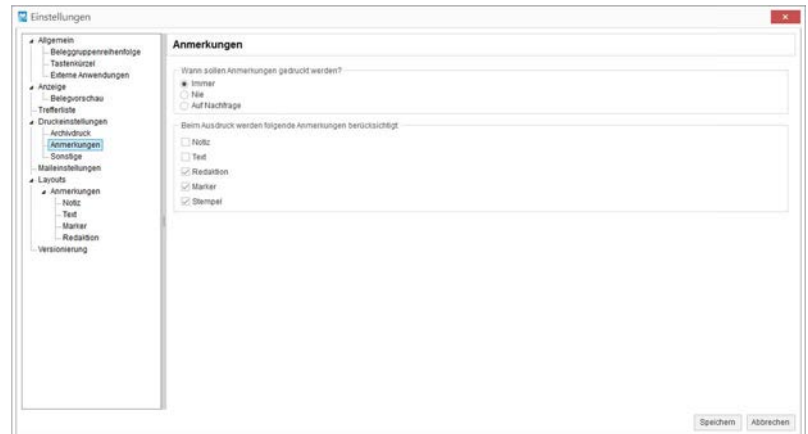 Einstellungen
Allgemein
Beleggruppenreihenfolge
Tastenkürzel
Externe Anwendungen
Anzeige
Belegvorschau
Trefferliste
Druckeinstellungen
Archivdruck
Anmerkungen
Sonstige
Maileinstellungen
Layouts
Anmerkungen
Notiz
Text
Marker
Redaktion
Versionierung
Anmerkungen
Wann sollen Anmerkungen gedruckt werden?
Immer
Nie
Auf Nachfrage
Beim Ausdruck werden folgende Anmerkungen berücksichtigt
Notiz
Text
Redaktion
Marker
Stempel
Speichern
Abbrechen